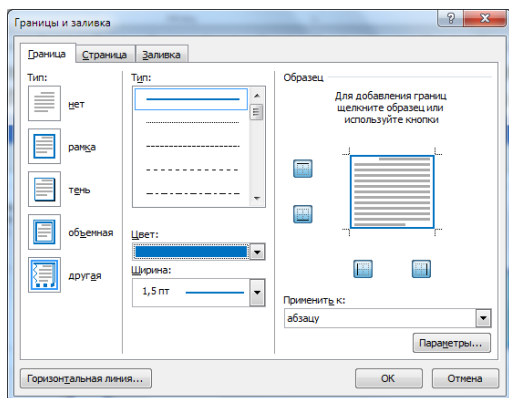 Границы и заливка
Граница
Страница
Заливка
Тип:
нет
рамка
тень
объемная
другая
Тип:
Цвет:
Ширина:
1,5 пт
Образец
Для добавления границ
щелкните образец или
используйте кнопки
Применить к:
абзацу
Параметры...
Горизонтальная линия...
ОК
Отмена